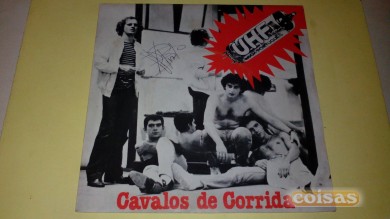 UHF
Cavalos de Corrida
coisas